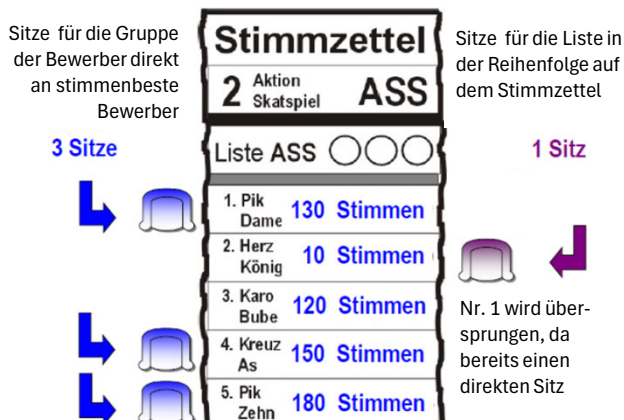 Sitze für die Gruppe
der Bewerber direkt
an stimmenbeste
Bewerber
3 Sitze
Stimmzettel
2 Aktion
Skatspiel ASS
Liste ASS
1. Pik
Dame 130 Stimmen
2. Herz
König 10 Stimmen
3. Karo
Bube 120 Stimmen
4. Kreuz
As 150 Stimmen
5. Pik
Zehn 180 Stimmen
Sitze für die Liste in
der Reihenfolge auf
dem Stimmzettel
1 Sitz
Nr. 1 wird über-
sprungen, da
bereits einen
direkten Sitz